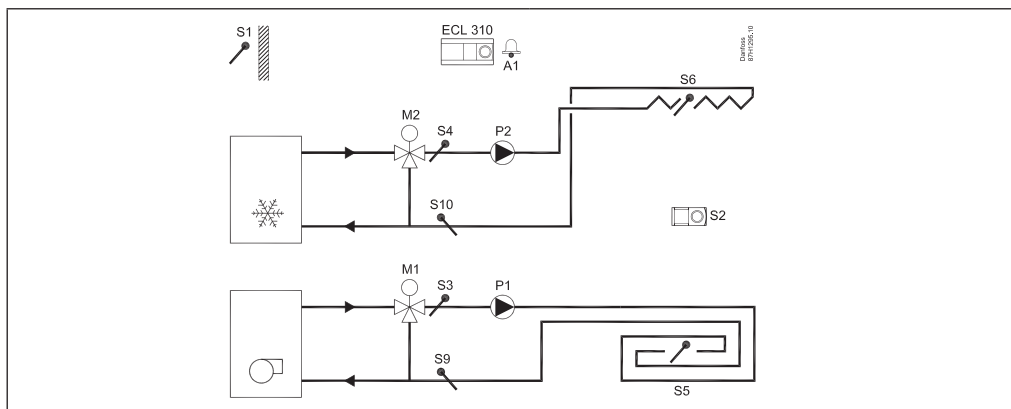 S1
ECL 310
A1
Danfoss
87H1295.10
S6
M2
S4
P2
S10
S2
M1
S3
P1
S9
S5